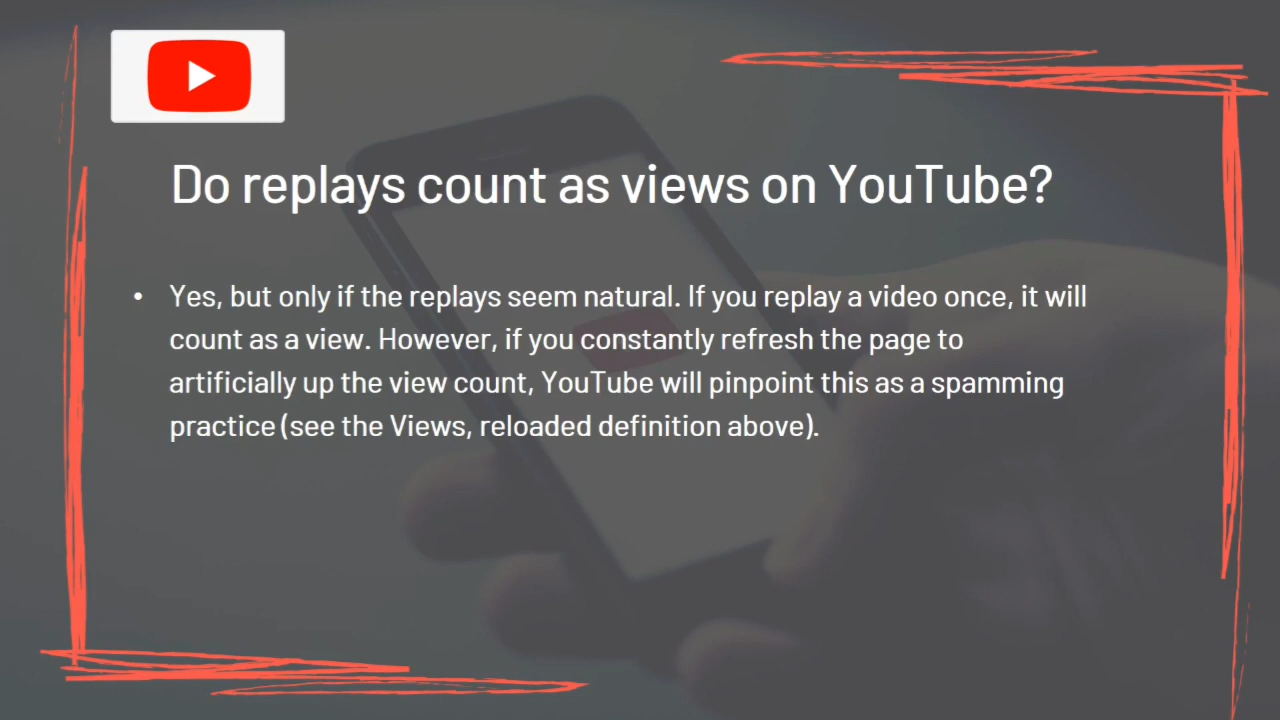 Do replays count as views on YouTube?
• Yes, but only if the replays seem natural. If you replay a video once, it will
count as a view. However, if you constantly refresh the page to
artificially up the view count, YouTube will pinpoint this as a spamming
practice (see the Views, reloaded definition above).